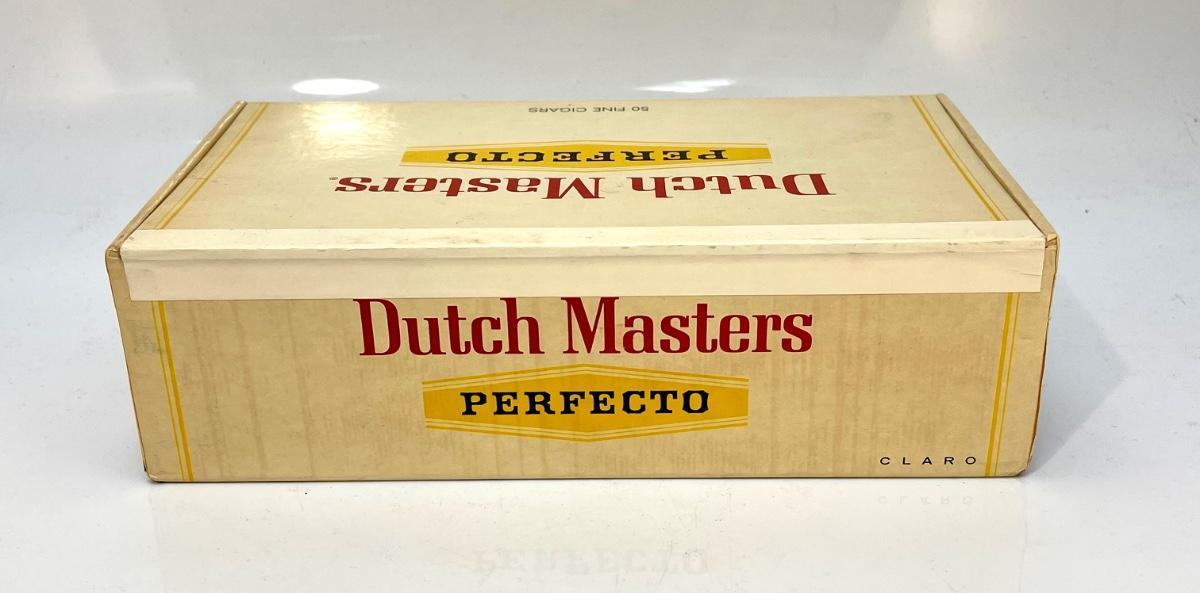 50 FINE CIGARS
PERFECTO
Dutch Masters®
Dutch Masters
PERFECTO
CLARO